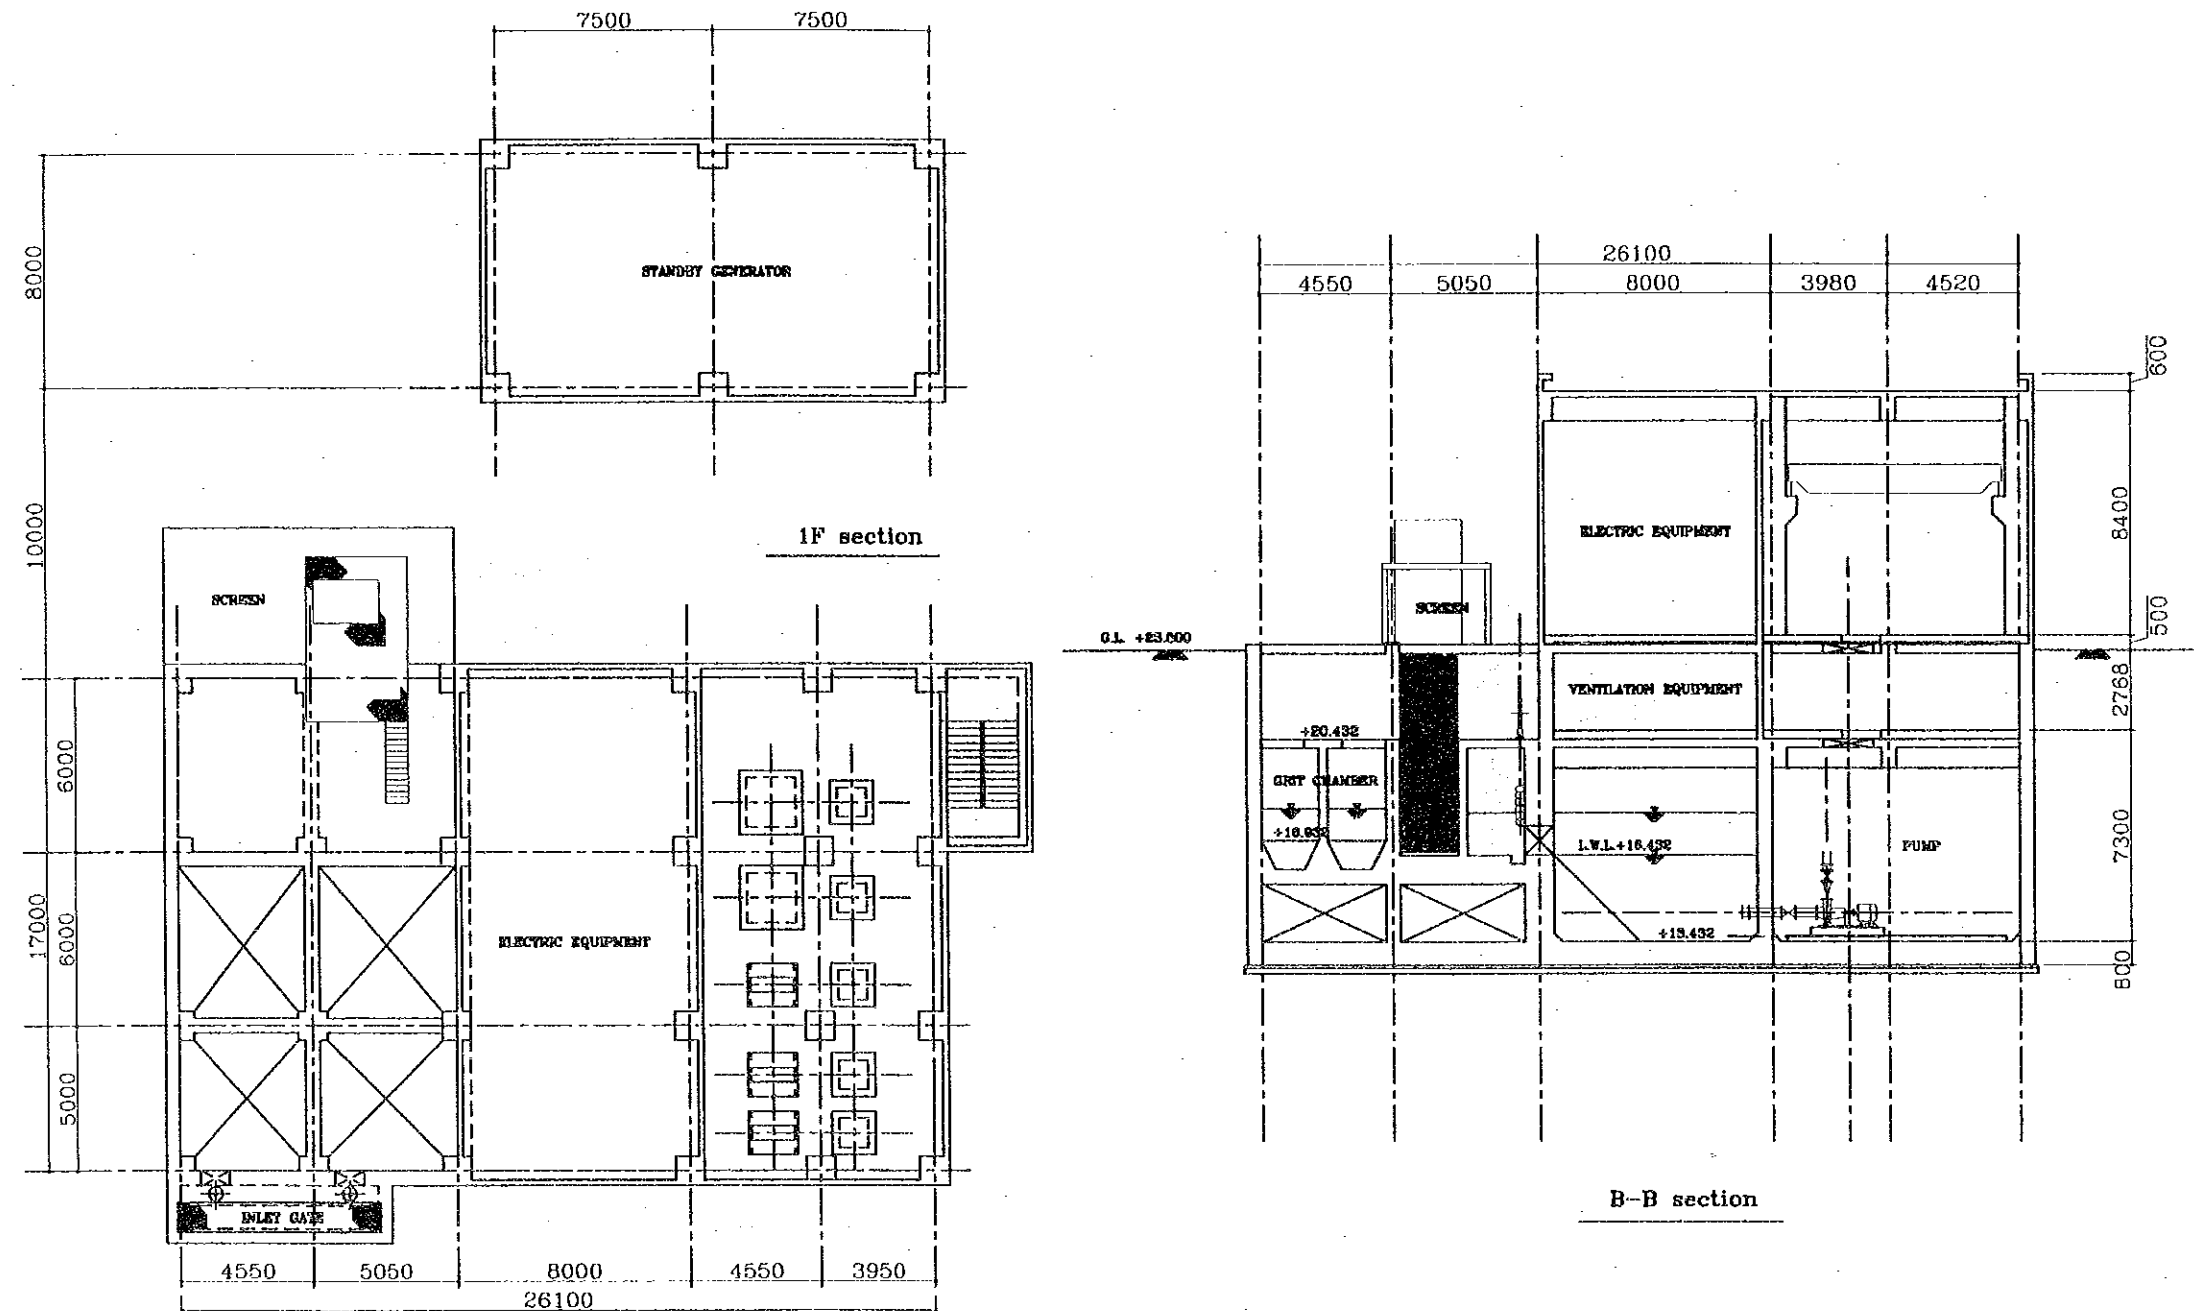 7500
7500
8000
STANDBY GENERATOR
10000
1F section
SCREEN
6000
17000
6000
5000
ELECTRIC EQUIPMENT
INLET GATE
4550
5050
8000
4550
3950
26100
26100
4550
5050
8000
3980
4520
600
8400
500
2768
7300
800
ELECTRIC EQUIPMENT
SCREEN
G.L. +23.600
VENTILATION EQUIPMENT
+20.432
GRIT CHAMBER
L.W.L.+16.432
PUMP
+13.432
B-B section